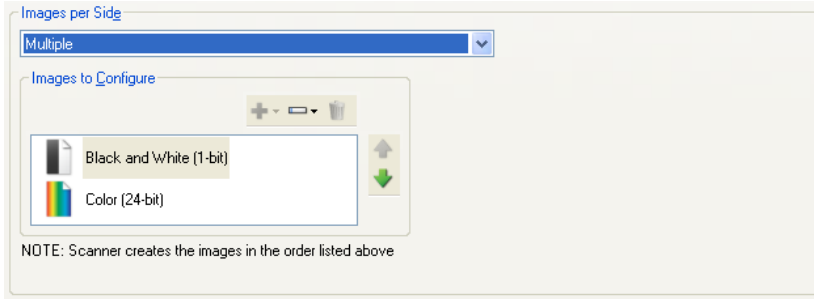 Images per Side
Multiple
Images to Configure
Black and White (1-bit)
Color (24-bit)
NOTE: Scanner creates the images in the order listed above